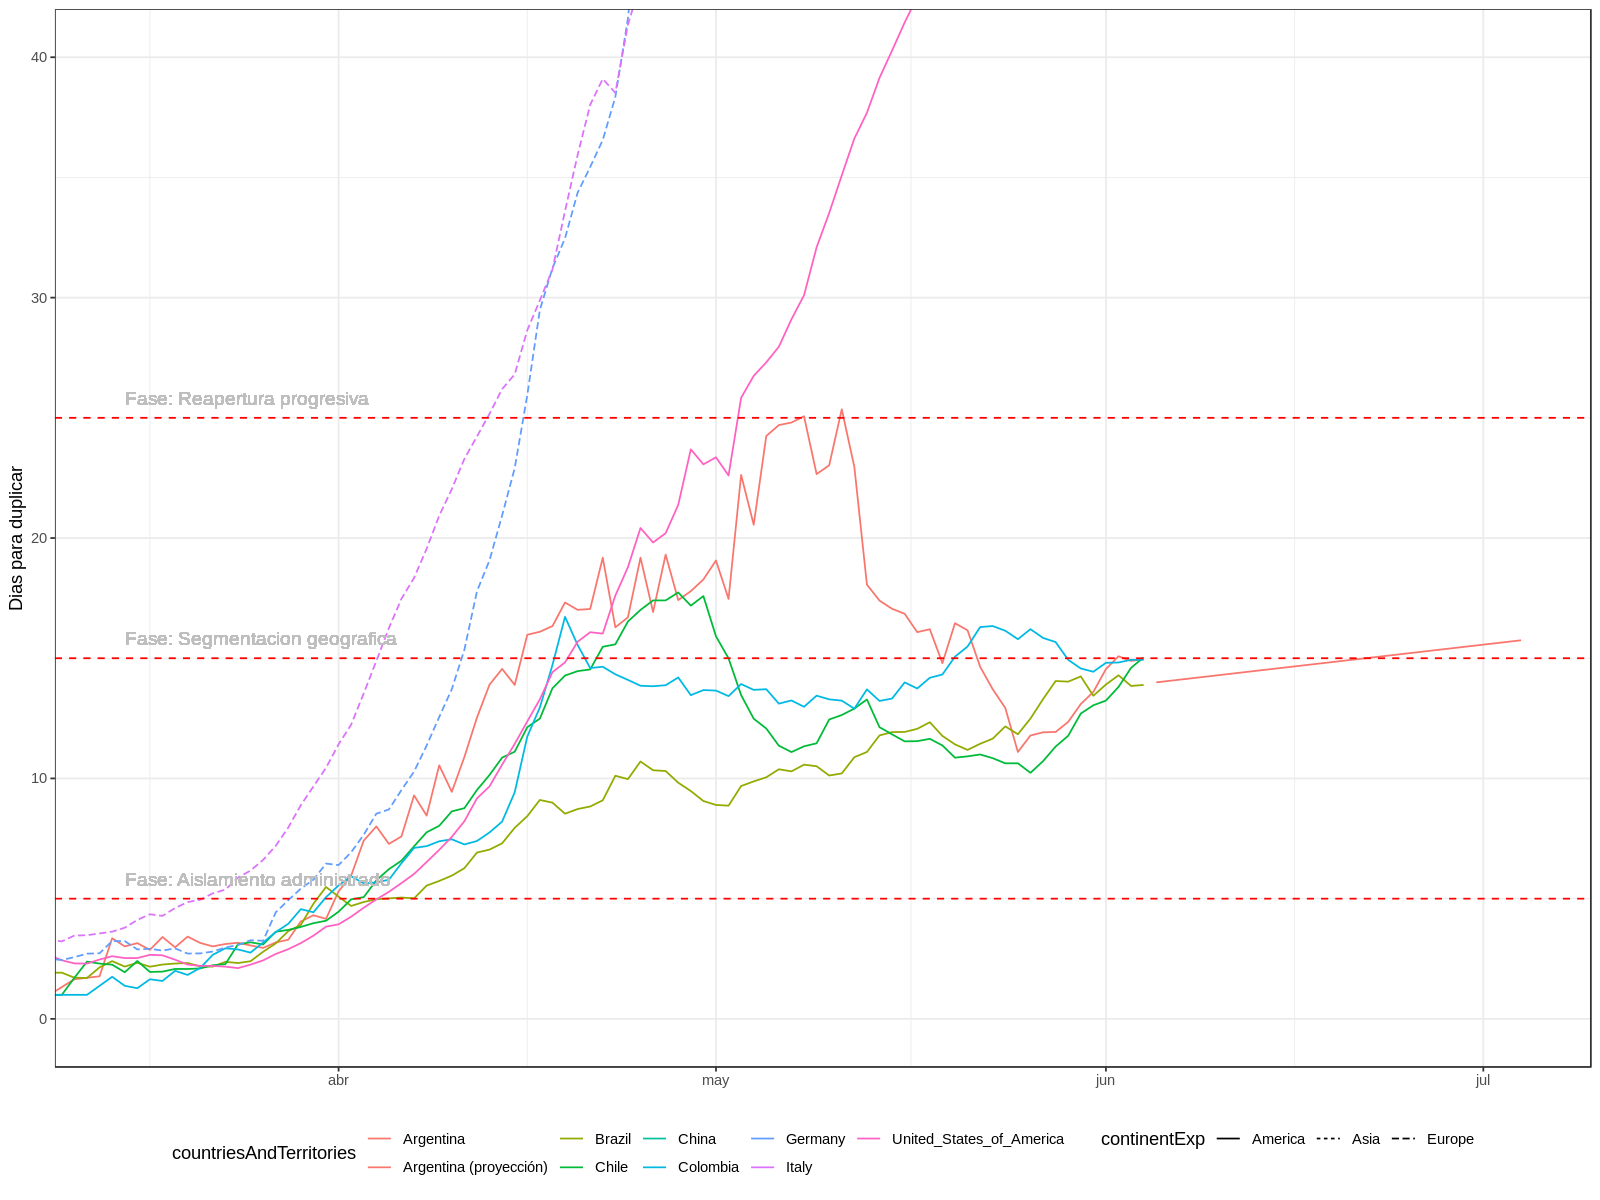 40
30
20
10
0
Dias para duplicar
Fase: Reapertura progresiva
Fase: Segmentacion geografica
Fase: Aislamiento administrado
abr
may
jun
jul
countriesAndTerritories
Argentina
Argentina (proyección)
Brazil
Chile
China
Colombia
Germany
Italy
United_States_of_America
continentExp
America
Asia
Europe